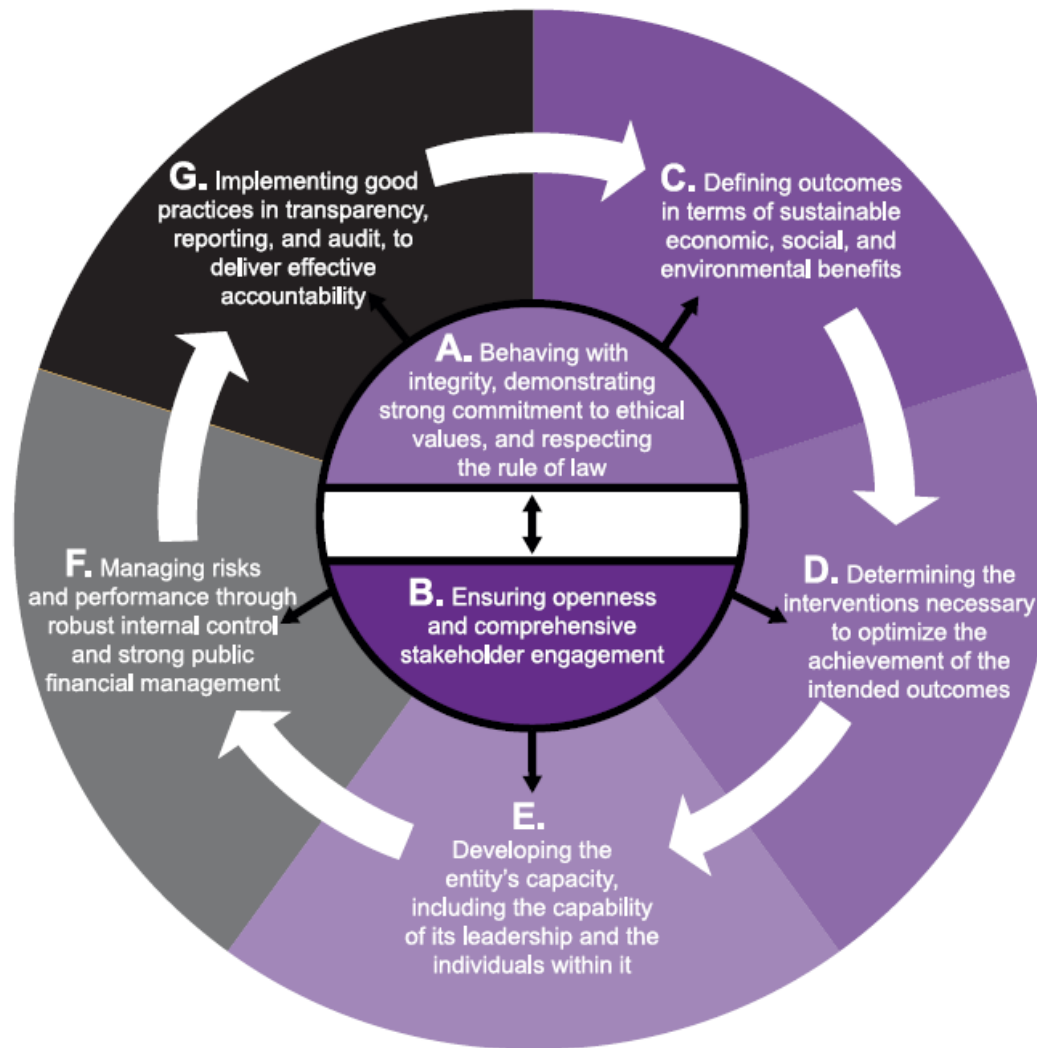 A. Behaving with
integrity, demonstrating
strong commitment to ethical
values, and respecting
the rule of law
B. Ensuring openness
and comprehensive
stakeholder engagement
C. Defining outcomes
in terms of sustainable
economic, social, and
environmental benefits
D. Determining the
interventions necessary
to optimize the
achievement of the
intended outcomes
E.
Developing the
entity’s capacity,
including the capability
of its leadership and the
individuals within it
F. Managing risks
and performance through
robust internal control
and strong public
financial management
G. Implementing good
practices in transparency,
reporting, and audit, to
deliver effective
accountability